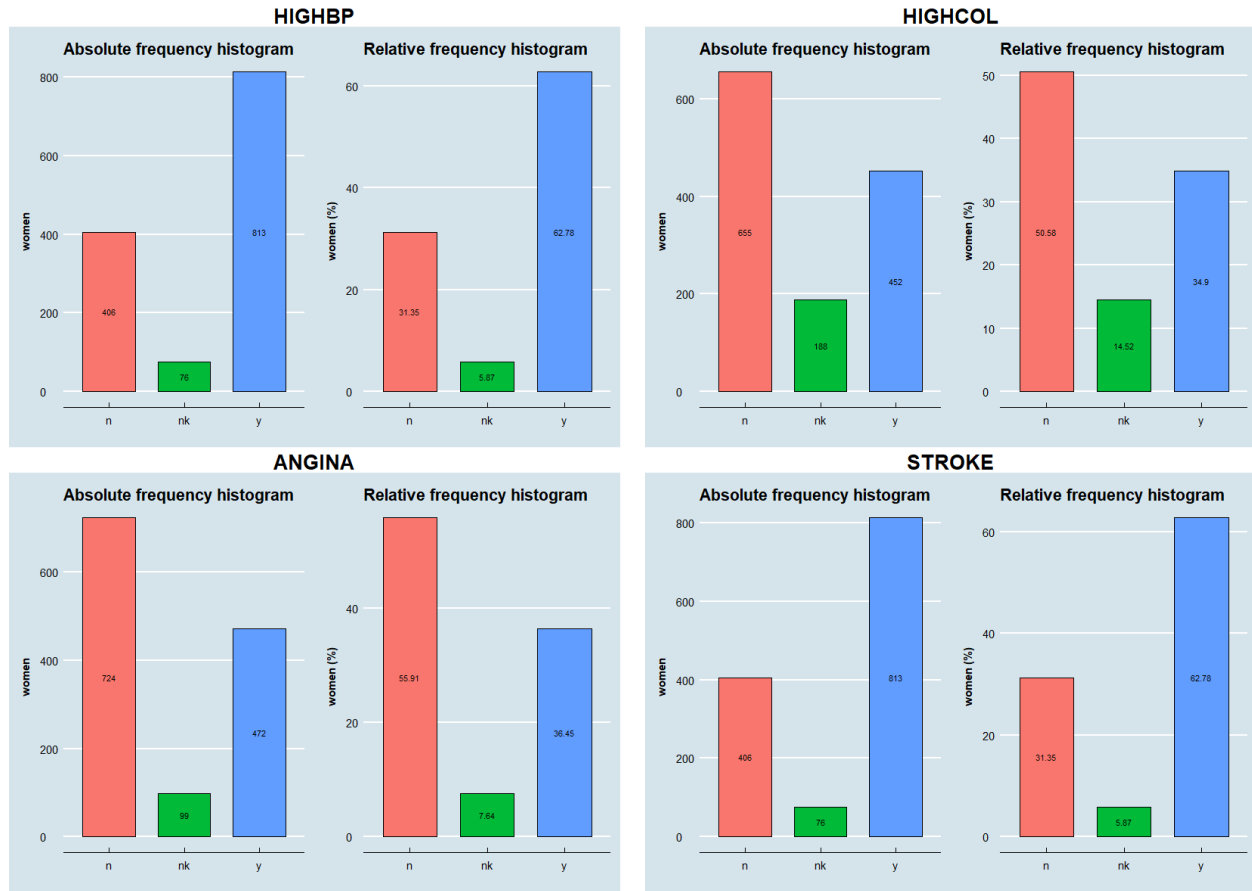 HIGHBP
Absolute frequency histogram
women
800
600
400
200
0
406
76
813
n nk y
Relative frequency histogram
women (%)
60
40
20
0
31.35
5.87
62.78
n nk y
HIGHCOL
Absolute frequency histogram
women
600
400
200
0
655
188
452
n nk y
Relative frequency histogram
women (%)
50
40
30
20
10
0
50.58
14.52
34.9
n nk y
ANGINA
Absolute frequency histogram
women
600
400
200
0
724
99
472
n nk y
Relative frequency histogram
women (%)
40
20
0
55.91
7.64
36.45
n nk y
STROKE
Absolute frequency histogram
women
800
600
400
200
0
406
76
813
n nk y
Relative frequency histogram
women (%)
60
40
20
0
31.35
5.87
62.78
n nk y